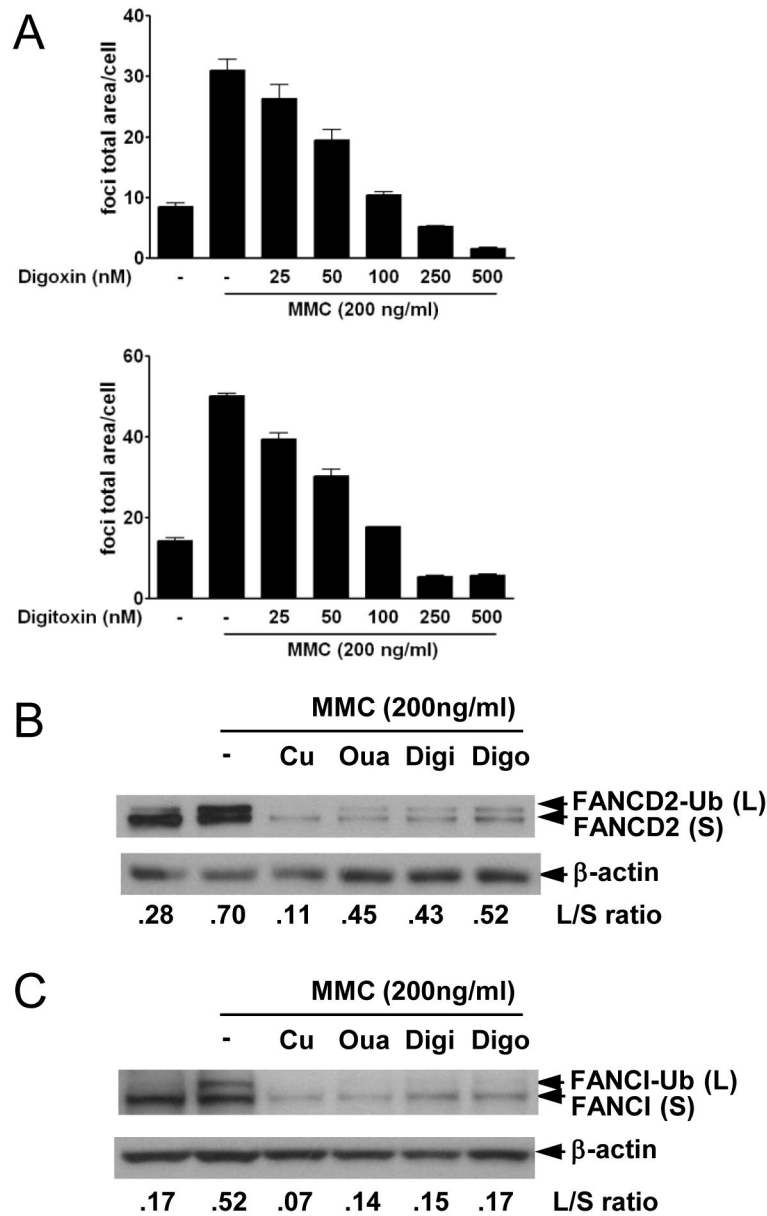 A
foci total area/cell
40
30
20
10
0
Digoxin (nM) - - 25 50 100 250 500
MMC (200 ng/ml)
foci total area/cell
60
40
20
0
Digitoxin (nM) - - 25 50 100 250 500
MMC (200 ng/ml)
B
MMC (200ng/ml)
- Cu Oua Digi Digo
FANCD2-Ub (L)
FANCD2 (S)
β-actin
.28 .70 .11 .45 .43 .52 L/S ratio
C
MMC (200ng/ml)
- Cu Oua Digi Digo
FANCI-Ub (L)
FANCI (S)
β-actin
.17 .52 .07 .14 .15 .17 L/S ratio